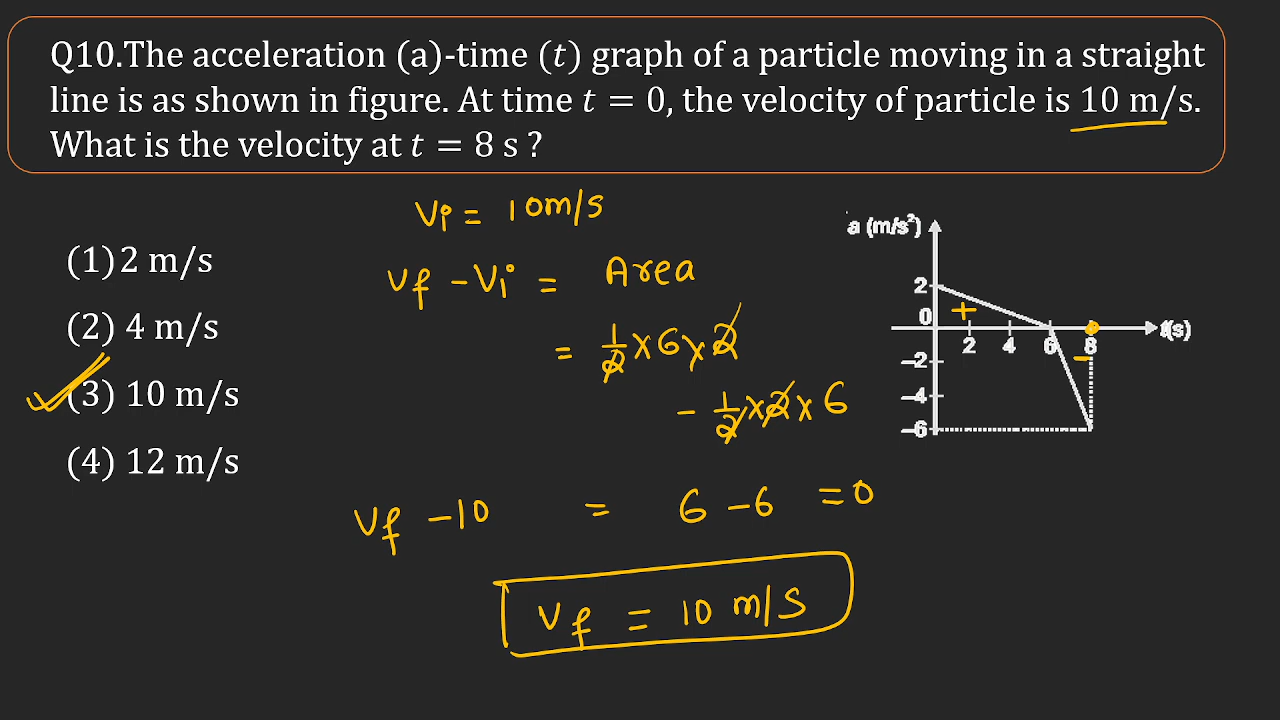 Q10.The acceleration (a)-time (t) graph of a particle moving in a straight
line is as shown in figure. At time t = 0, the velocity of particle is 10 m/s.
What is the velocity at t = 8 s ?
(1) 2 m/s
(2) 4 m/s
(3) 10 m/s
(4) 12 m/s
Vi = 10m/s
Vf - Vi = Area
= 1/2 × 6 × 2
- 1/2 × 2 × 6
Vf - 10 = 6 - 6 = 0
Vf = 10 m/s
a (m/s²)
2
+
0
2 4 6 8
–
–2
–4
–6